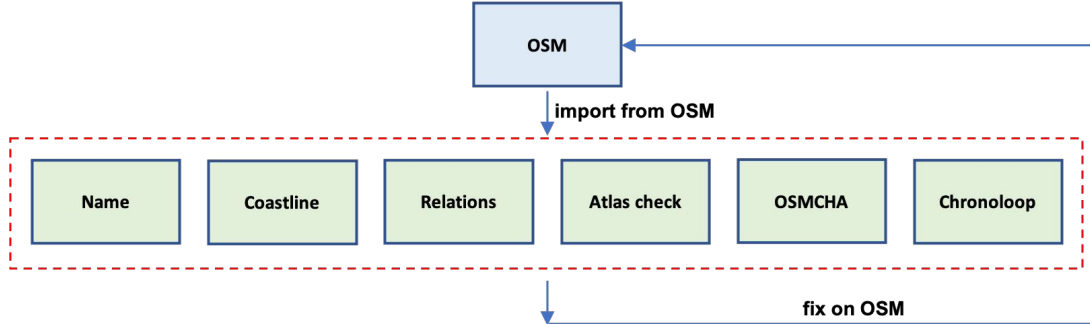 OSM
import from OSM
Name
Coastline
Relations
Atlas check
OSMCHA
Chronoloop
fix on OSM